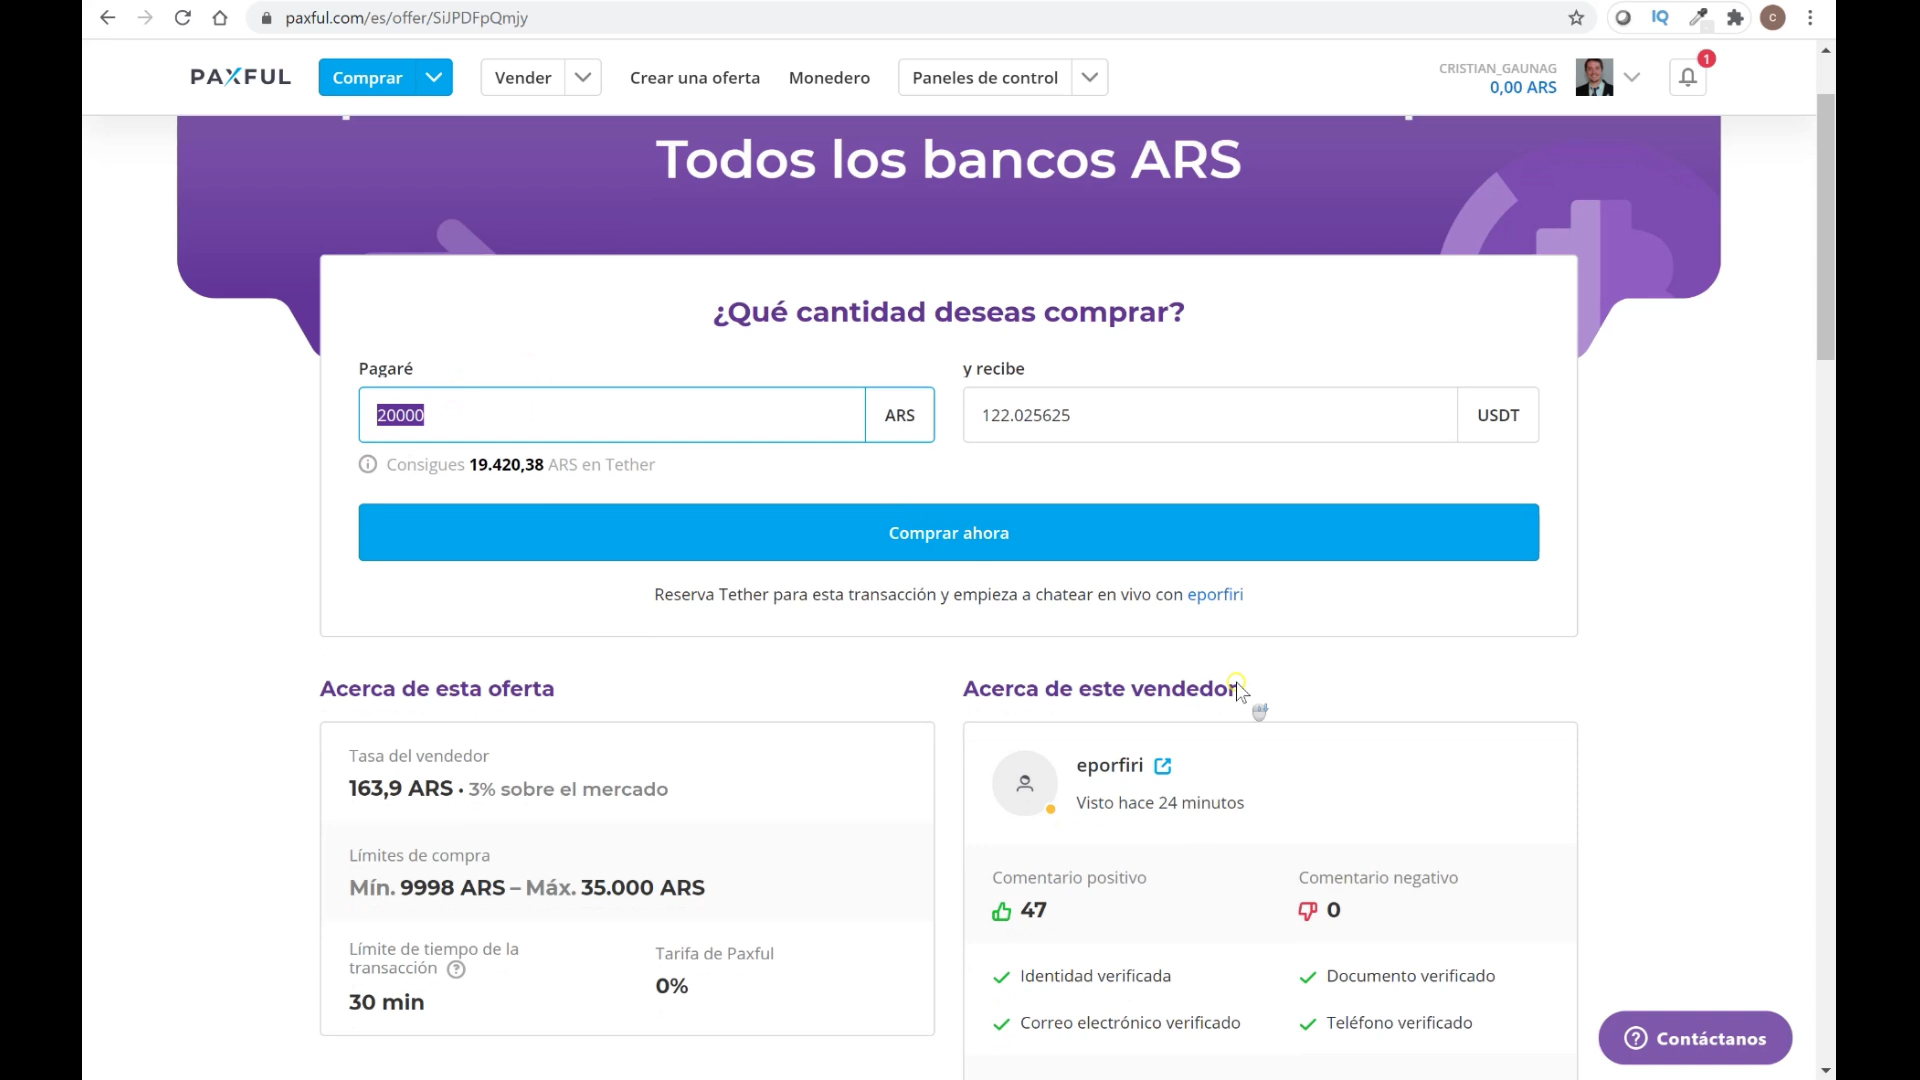 paxful.com/es/offer/SiJPDFpQmjy
IQ
c
PAXFUL
Comprar
Vender
Crear una oferta
Monedero
Paneles de control
CRISTIAN_GAUNAG
0,00 ARS
1
Todos los bancos ARS
¿Qué cantidad deseas comprar?
Pagaré
y recibe
20000
ARS
122.025625
USDT
Consigues 19.420,38 ARS en Tether
Comprar ahora
Reserva Tether para esta transacción y empieza a chatear en vivo con eporfiri
Acerca de esta oferta
Acerca de este vendedor
Tasa del vendedor
163,9 ARS · 3% sobre el mercado
Límites de compra
Mín. 9998 ARS – Máx. 35.000 ARS
Límite de tiempo de la
transacción
30 min
Tarifa de Paxful
0%
eporfiri
Visto hace 24 minutos
Comentario positivo
47
Comentario negativo
0
Identidad verificada
Documento verificado
Correo electrónico verificado
Teléfono verificado
Contáctanos